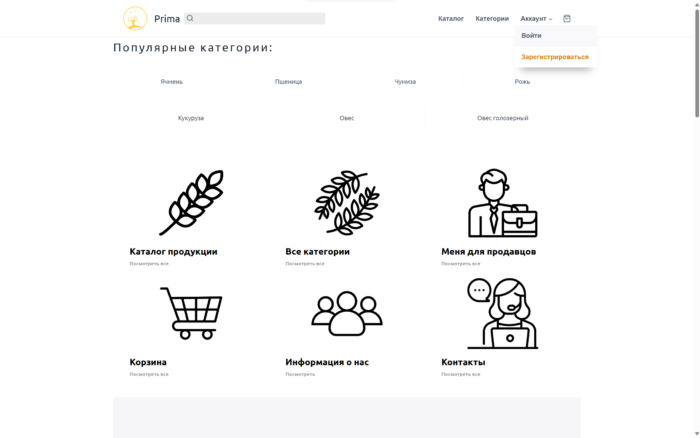 Prima
Каталог
Категории
Аккаунт
Войти
Зарегистрироваться
Популярные категории:
Ячмень
Пшеница
Чумиза
Рожь
Кукуруза
Овес
Овес голозерный
Каталог продукции
Посмотреть все
Все категории
Посмотреть все
Меня для продавцов
Посмотреть все
Корзина
Посмотреть все
Информация о нас
Посмотреть
Контакты
Посмотреть все